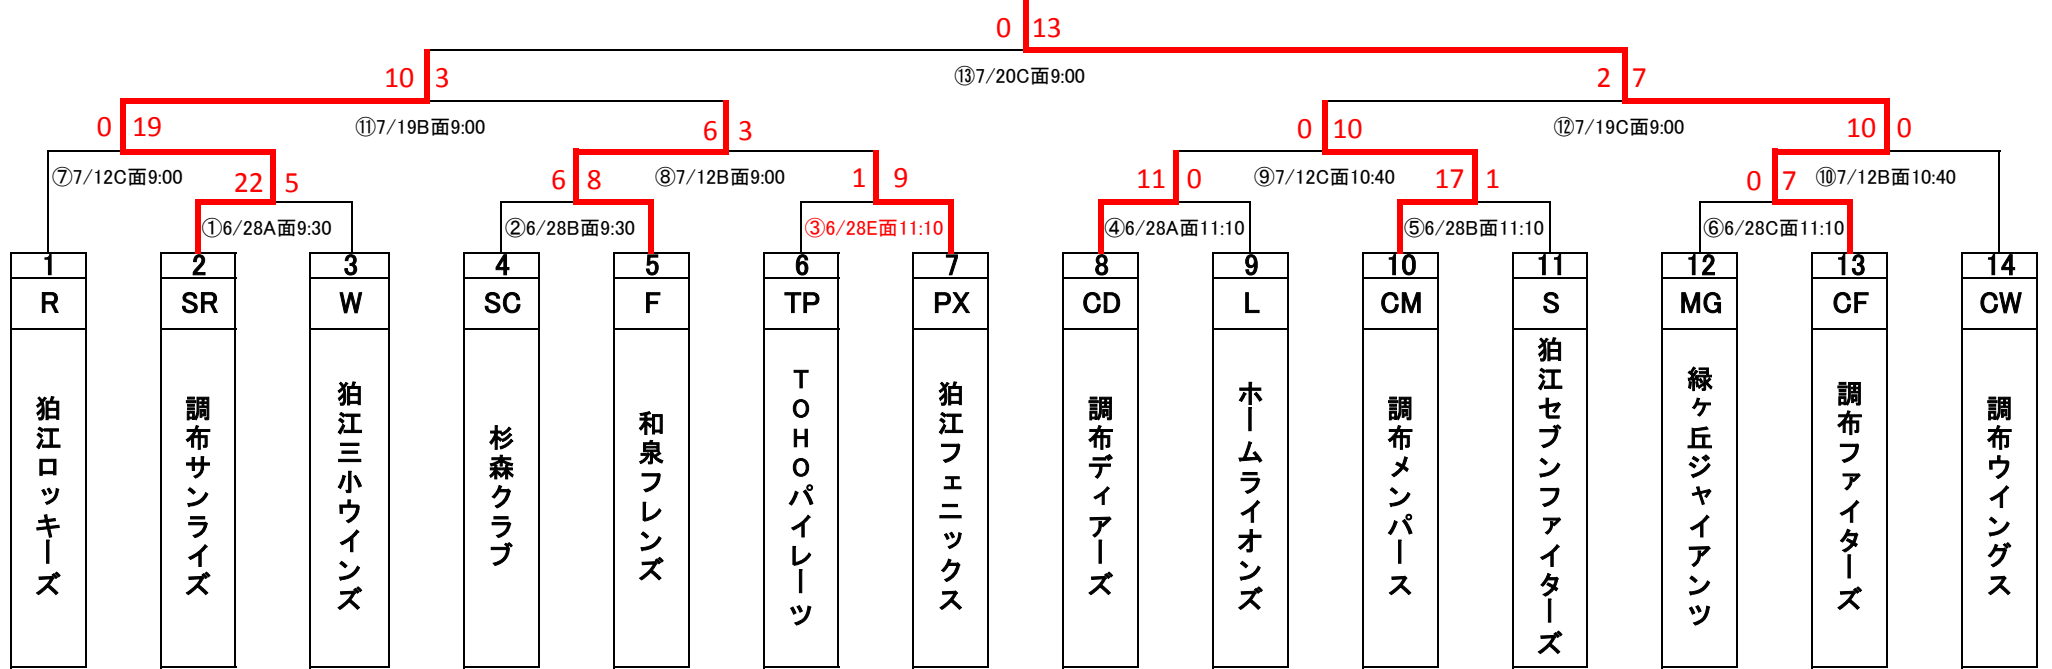 0 13
10 3 ⑬7/20C面9:00 2 7
0 19 ⑪7/19B面9:00 6 3 0 10 ⑫7/19C面9:00 10 0
⑦7/12C面9:00 22 5 6 8 ⑧7/12B面9:00 1 9 11 0 ⑨7/12C面10:40 17 1 0 7 ⑩7/12B面10:40
①6/28A面9:30 ②6/28B面9:30 ③6/28E面11:10 ④6/28A面11:10 ⑤6/28B面11:10 ⑥6/28C面11:10
1 2 3 4 5 6 7 8 9 10 11 12 13 14
R SR W SC F TP PX CD L CM S MG CF CW
狛江ロッキーズ
調布サンライズ
狛江三小ウインズ
杉森クラブ
和泉フレンズ
TOHOパイレーツ
狛江フェニックス
調布ディアーズ
ホームライオンズ
調布メンパース
狛江セブンファイターズ
緑ヶ丘ジャイアンツ
調布ファイターズ
調布ウイングス